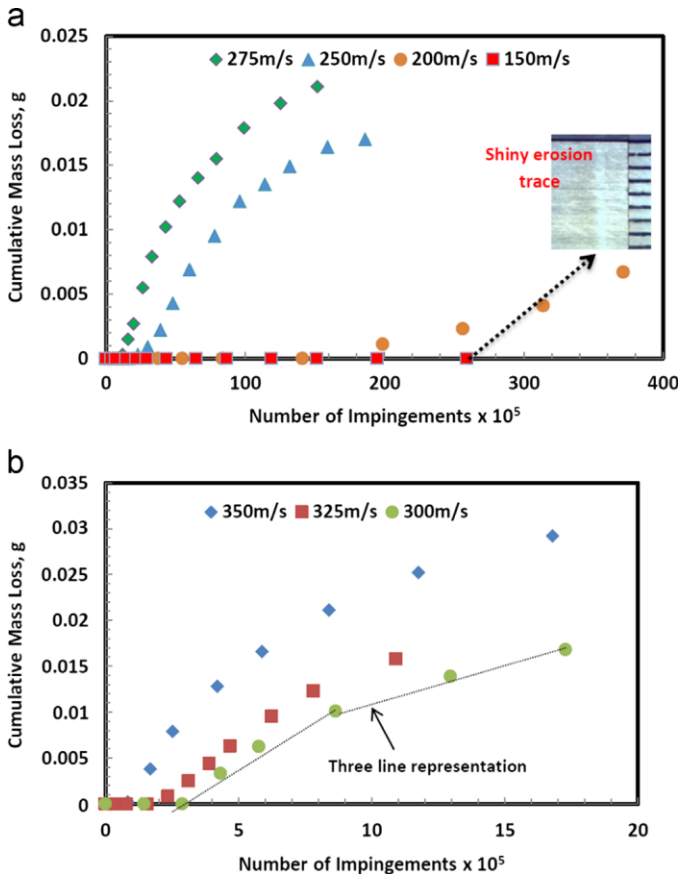 a
0.025
0.02
0.015
0.01
0.005
0
Cumulative Mass Loss, g
275m/s 250m/s 200m/s 150m/s
Shiny erosion
trace
0 100 200 300 400
Number of Impingements x 10⁵
b
0.035
0.03
0.025
0.02
0.015
0.01
0.005
0
Cumulative Mass Loss, g
350m/s 325m/s 300m/s
Three line representation
0 5 10 15 20
Number of Impingements x 10⁵